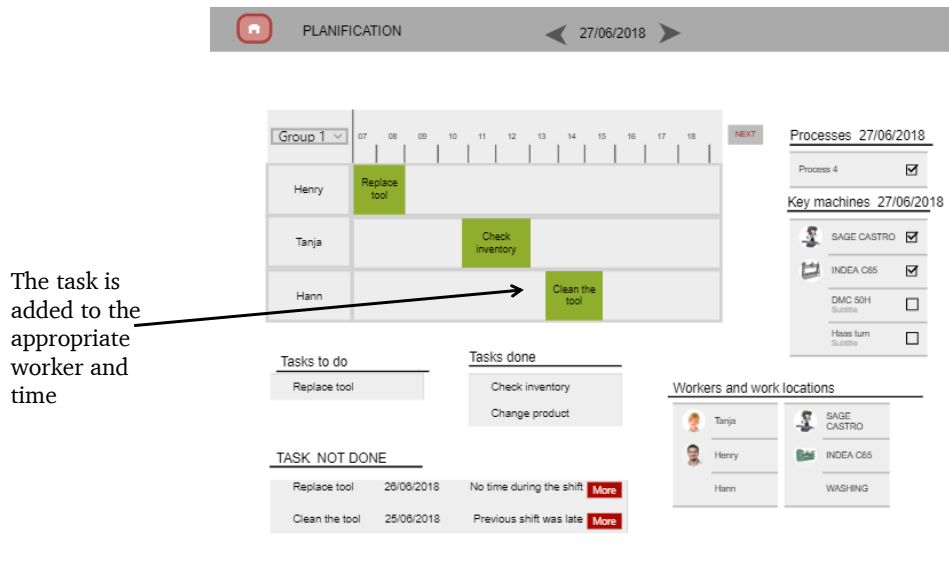 PLANIFICATION
27/06/2018
Group 1
07 08 09 10 11 12 13 14 15 16 17 18
NEXT
Henry
Replace
tool
Tanja
Check
inventory
Hann
Clean the
tool
The task is
added to the
appropriate
worker and
time
Processes 27/06/2018
Process 4
Key machines 27/06/2018
SAGE CASTRO
INDEA C65
DMC 50H
Subtitle
Haas turn
Subtitle
Tasks to do
Replace tool
Tasks done
Check inventory
Change product
TASK NOT DONE
Replace tool 26/06/2018 No time during the shift More
Clean the tool 25/06/2018 Previous shift was late More
Workers and work locations
Tanja
SAGE
CASTRO
Henry
INDEA C65
Hann
WASHING